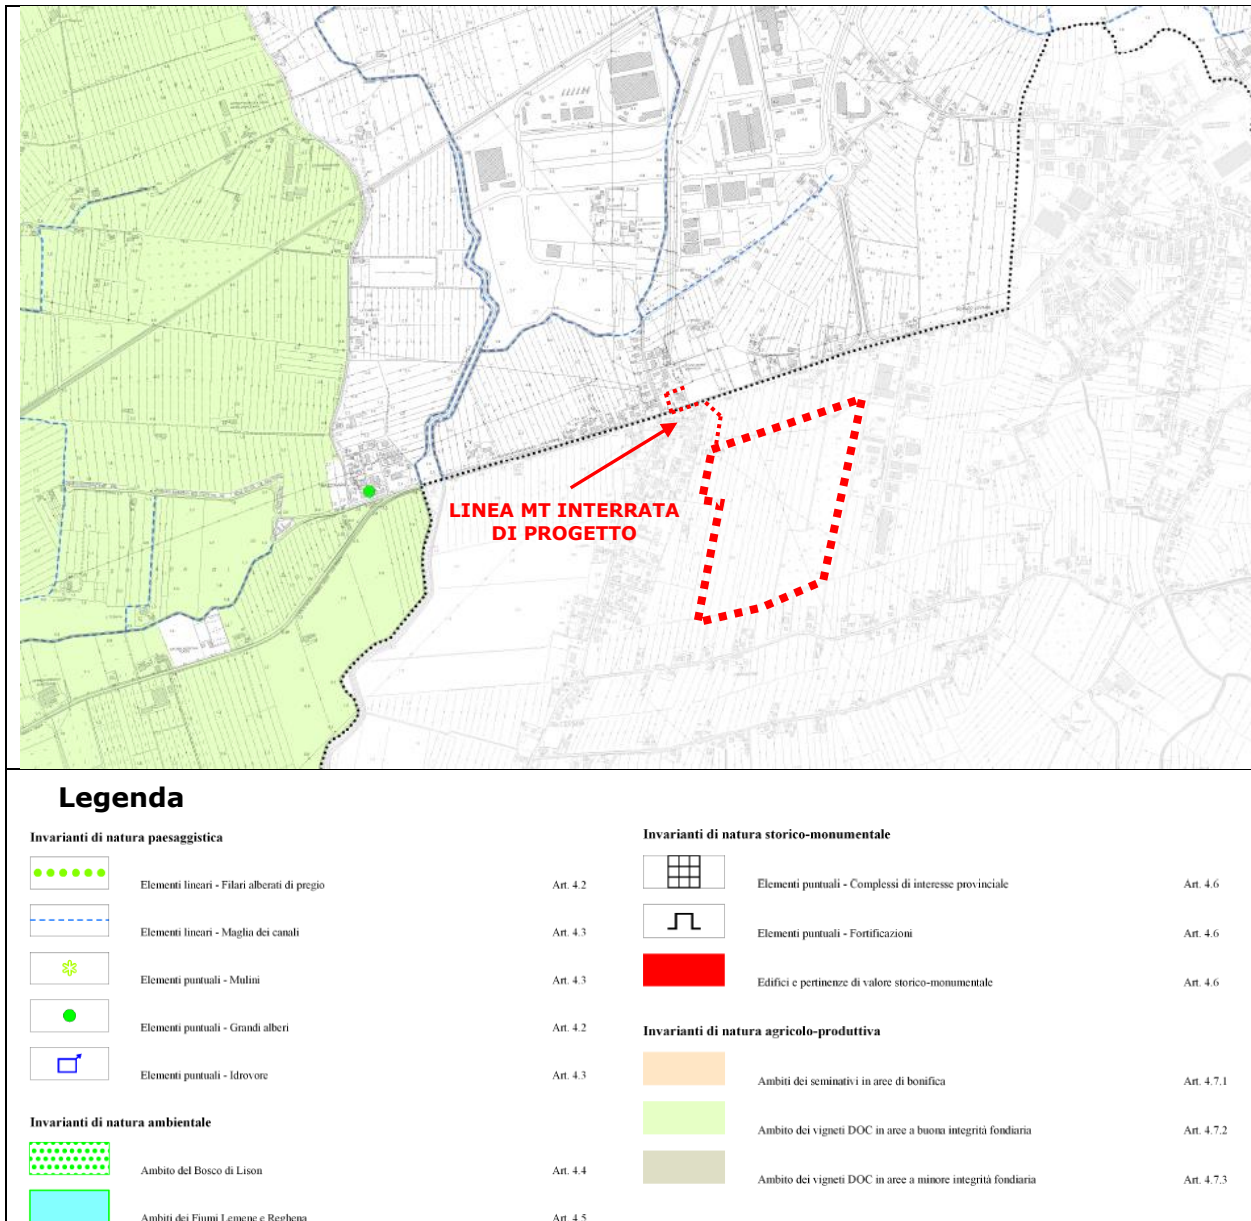 LINEA MT INTERRATA
DI PROGETTO
Legenda
Invarianti di natura paesaggistica
Elementi lineari - Filari alberati di pregio Art. 4.2
Elementi lineari - Maglia dei canali Art. 4.3
Elementi puntuali - Mulini Art. 4.3
Elementi puntuali - Grandi alberi Art. 4.2
Elementi puntuali - Idrovore Art. 4.3
Invarianti di natura ambientale
Ambito del Bosco di Lison Art. 4.4
Ambiti dei Fiumi Lemene e Reghena Art. 4.5
Invarianti di natura storico-monumentale
Elementi puntuali - Complessi di interesse provinciale Art. 4.6
Elementi puntuali - Fortificazioni Art. 4.6
Edifici e pertinenze di valore storico-monumentale Art. 4.6
Invarianti di natura agricolo-produttiva
Ambiti dei seminativi in aree di bonifica Art. 4.7.1
Ambito dei vigneti DOC in aree a buona integrità fondiaria Art. 4.7.2
Ambito dei vigneti DOC in aree a minore integrità fondiaria Art. 4.7.3